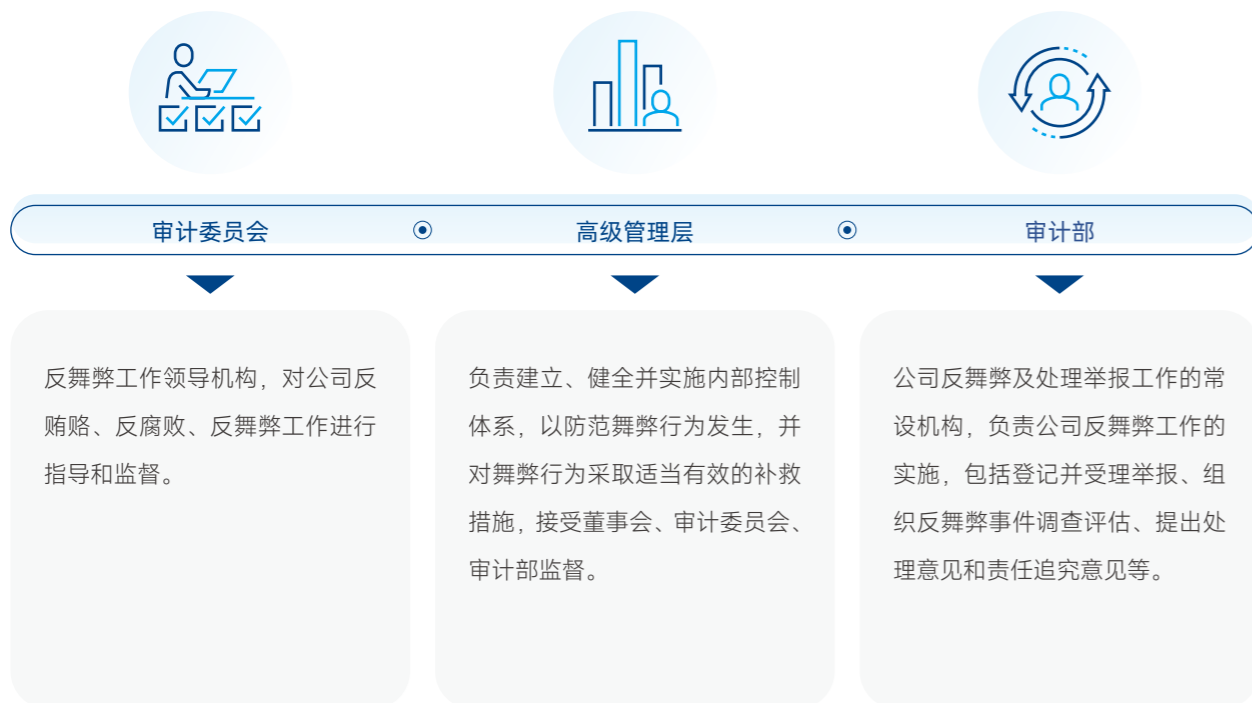 审计委员会
高级管理层
审计部
反舞弊工作领导机构，对公司反
贿赂、反腐败、反舞弊工作进行
指导和监督。
负责建立、健全并实施内部控制
体系，以防范舞弊行为发生，并
对舞弊行为采取适当有效的补救
措施，接受董事会、审计委员会、
审计部监督。
公司反舞弊及处理举报工作的常
设机构，负责公司反舞弊工作的
实施，包括登记并受理举报、组
织反舞弊事件调查评估、提出处
理意见和责任追究意见等。